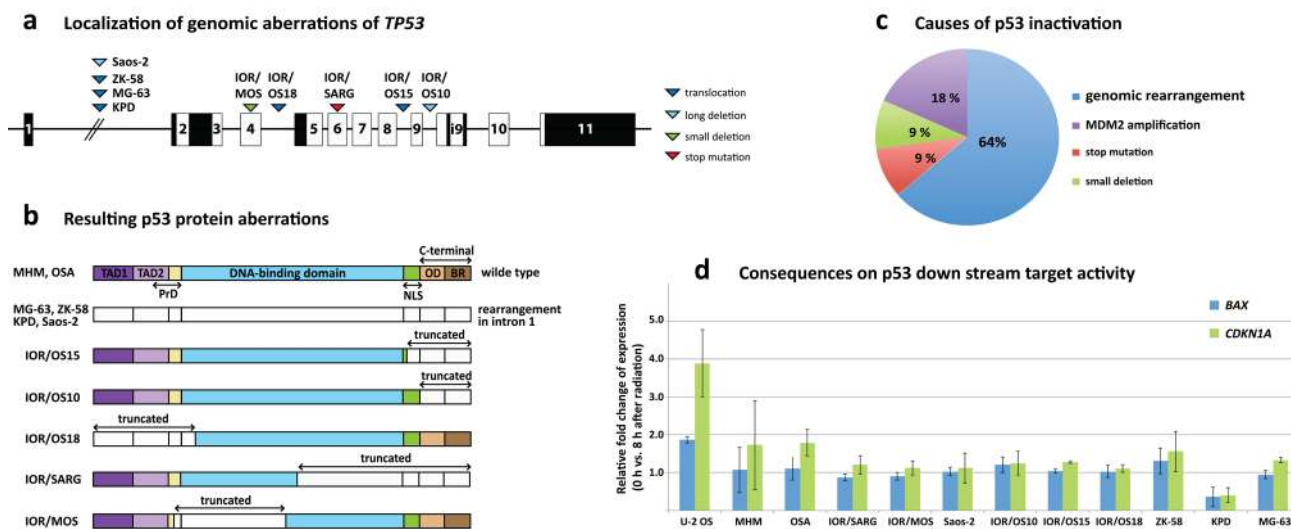 a Localization of genomic aberrations of TP53
Saos-2
ZK-58
MG-63
KPD
IOR/ MOS
IOR/ OS18
IOR/ SARG
IOR/ OS15
IOR/ OS10
1 2 3 4 5 6 7 8 9 i9 10 11
translocation
long deletion
small deletion
stop mutation
c Causes of p53 inactivation
18 %
9 %
9 %
64%
genomic rearrangement
MDM2 amplification
stop mutation
small deletion
b Resulting p53 protein aberrations
C-terminal
MHM, OSA TAD1 TAD2 DNA-binding domain OD BR wilde type
PrD NLS
MG-63, ZK-58
KPD, Saos-2
rearrangement
in intron 1
truncated
IOR/OS15
truncated
IOR/OS10
truncated
IOR/OS18
truncated
IOR/SARG
truncated
IOR/MOS
d Consequences on p53 down stream target activity
Relative fold change of expression
(0 h vs. 8 h after radiation)
5.0
4.0
3.0
2.0
1.0
BAX
CDKN1A
U-2 OS MHM OSA IOR/SARG IOR/MOS Saos-2 IOR/OS10 IOR/OS15 IOR/OS18 ZK-58 KPD MG-63